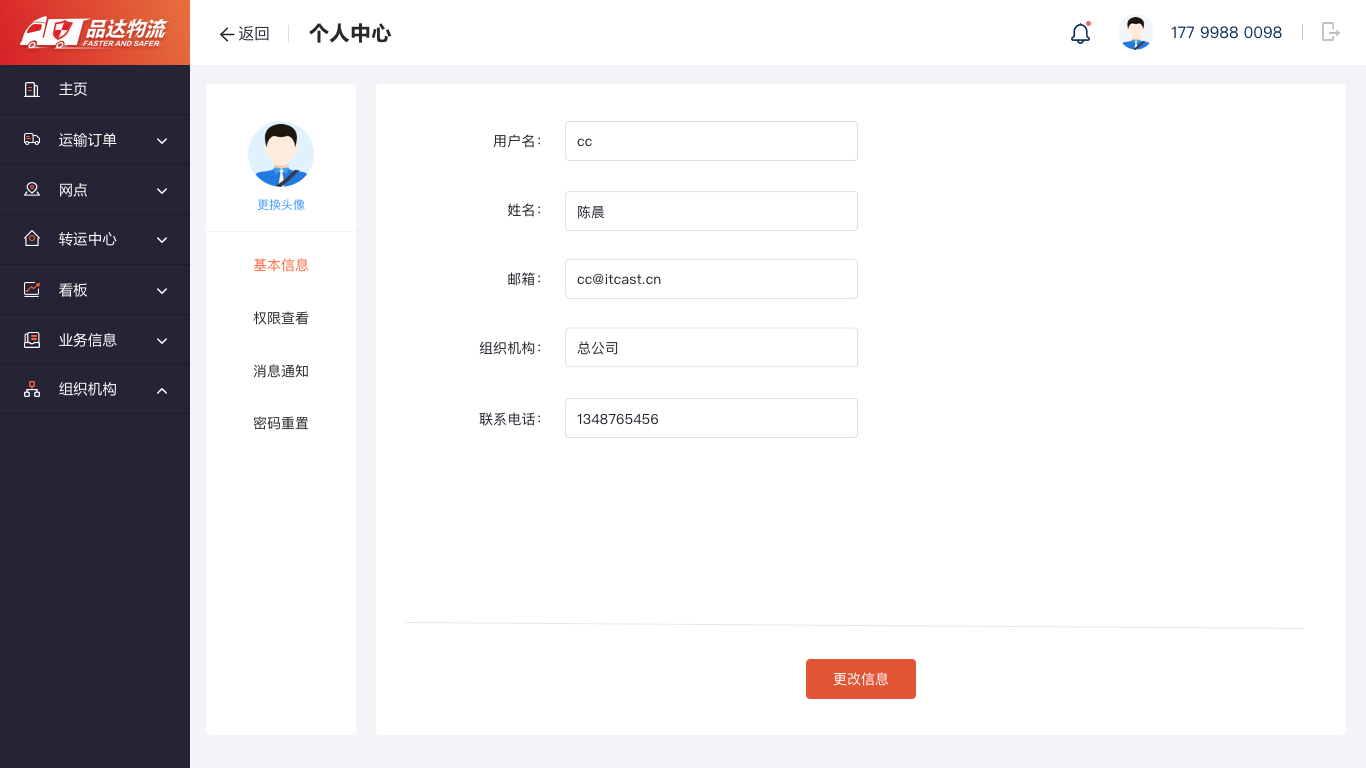 品达物流
FASTER AND SAFER
返回
个人中心
177 9988 0098
主页
运输订单
网点
转运中心
看板
业务信息
组织机构
更换头像
基本信息
权限查看
消息通知
密码重置
用户名: cc
姓名: 陈晨
邮箱: cc@itcast.cn
组织机构: 总公司
联系电话: 1348765456
更改信息